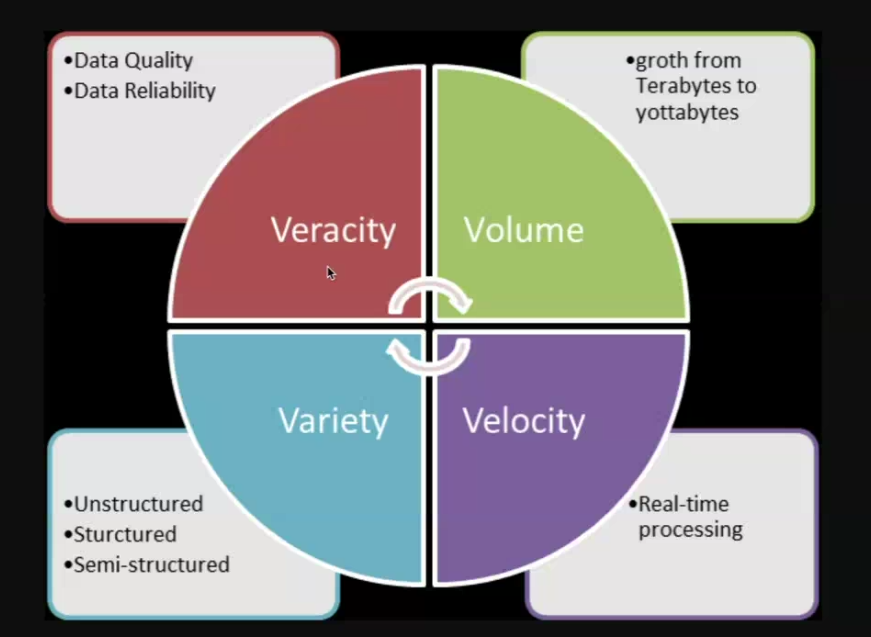 •Data Quality
•Data Reliability
•groth from
Terabytes to
yottabytes
Veracity
Volume
Variety
Velocity
•Unstructured
•Sturctured
•Semi-structured
•Real-time
processing